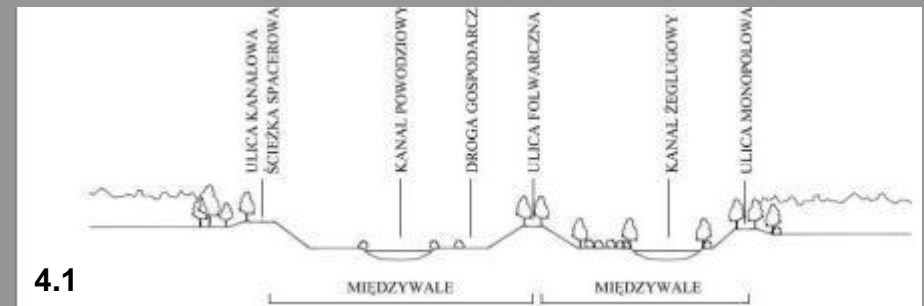 ULICA KANAŁOWA
ŚCIEŻKA SPACEROWA
KANAŁ POWODZIOWY
DROGA GOSPODARCZ
ULICA FOLWARCZNA
KANAŁ ŻEGLUGOWY
ULICA MONOPOLOWA
4.1
MIĘDZYWALE
MIĘDZYWALE